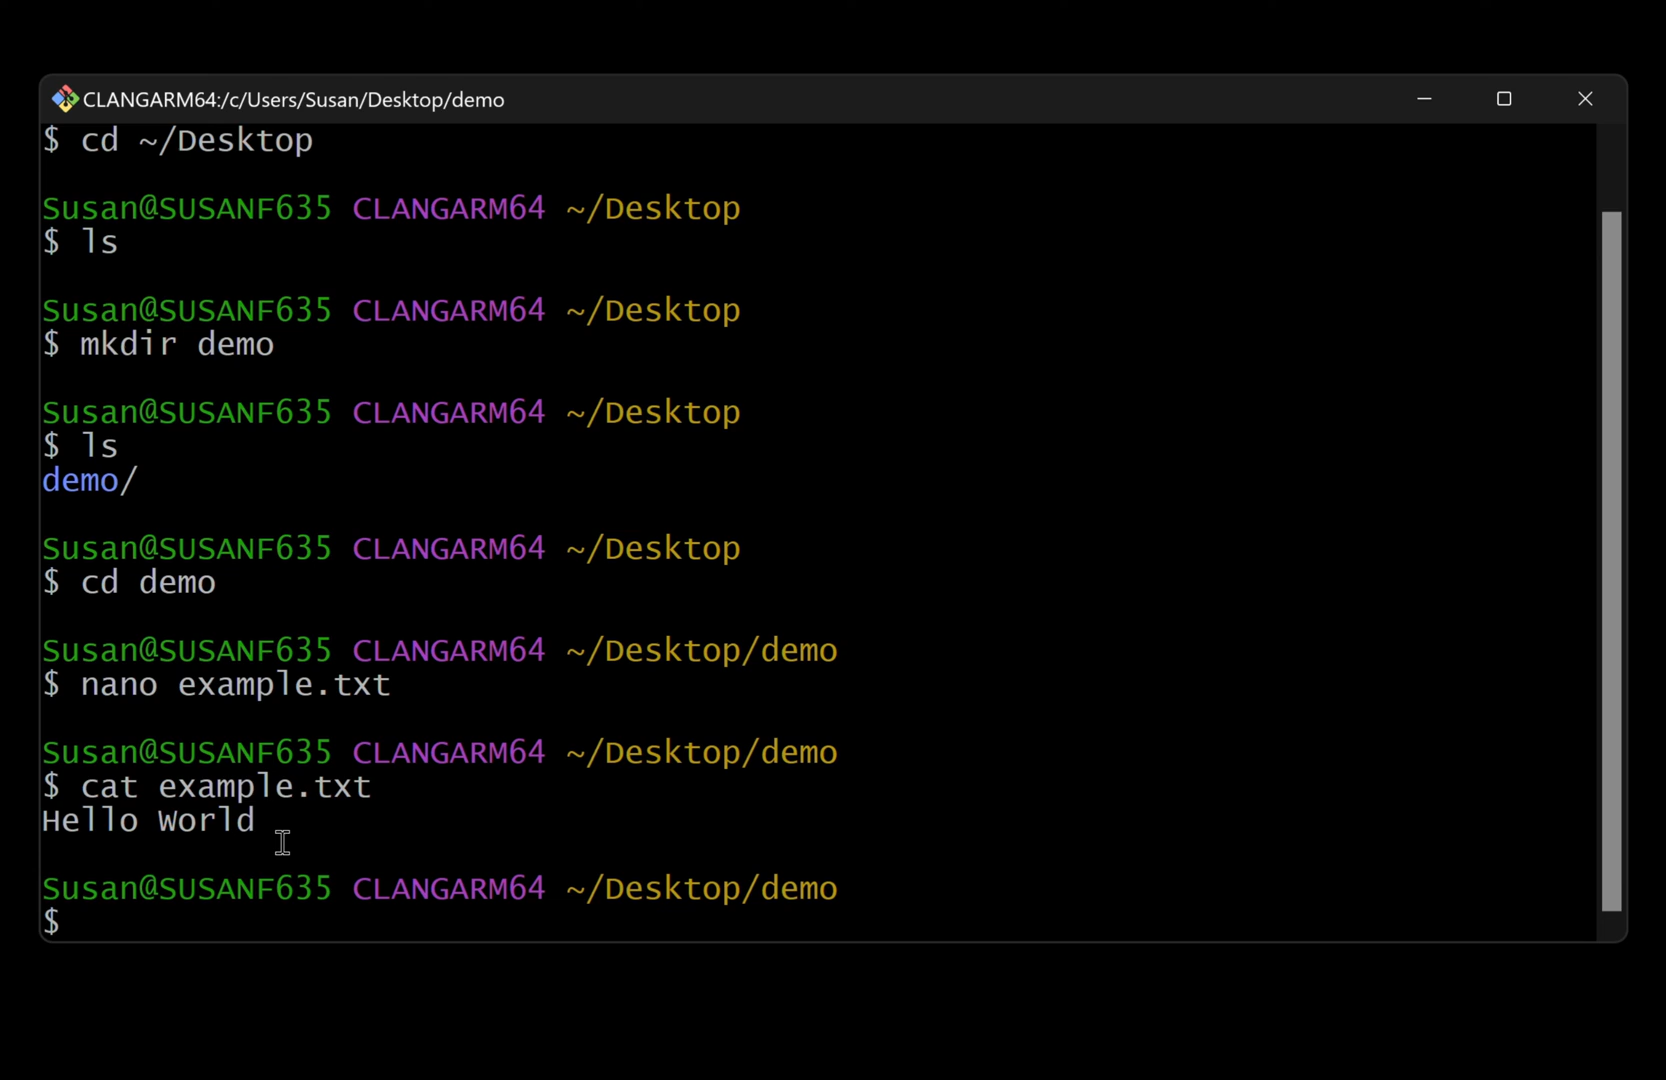 CLANGARM64:/c/Users/Susan/Desktop/demo
$ cd ~/Desktop
Susan@SUSANF635 CLANGARM64 ~/Desktop
$ ls
Susan@SUSANF635 CLANGARM64 ~/Desktop
$ mkdir demo
Susan@SUSANF635 CLANGARM64 ~/Desktop
$ ls
demo/
Susan@SUSANF635 CLANGARM64 ~/Desktop
$ cd demo
Susan@SUSANF635 CLANGARM64 ~/Desktop/demo
$ nano example.txt
Susan@SUSANF635 CLANGARM64 ~/Desktop/demo
$ cat example.txt
Hello World
Susan@SUSANF635 CLANGARM64 ~/Desktop/demo
$